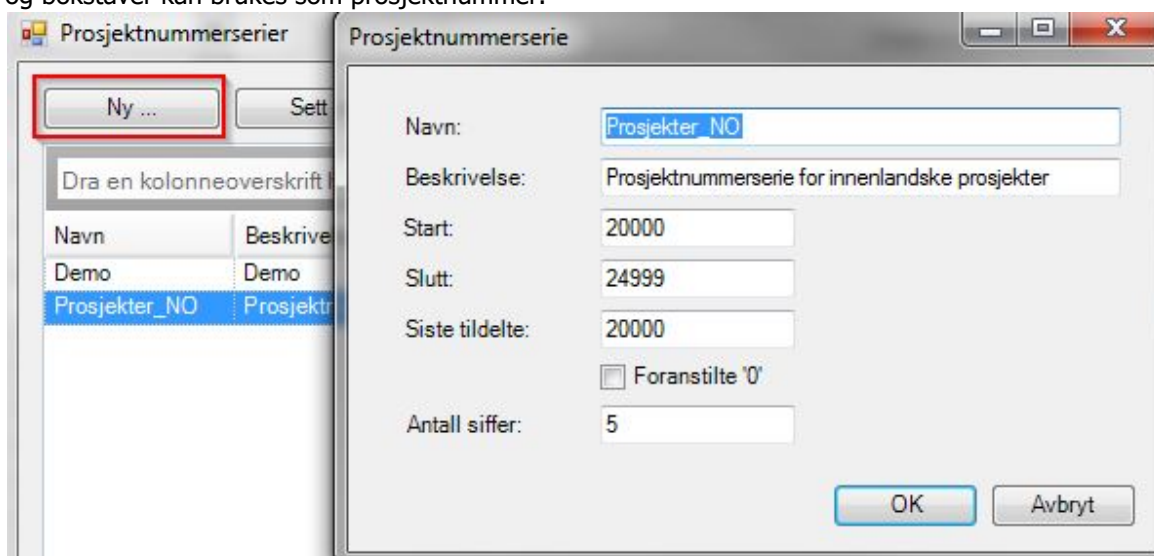 og bokstaver kan brukes som prosjektnummer.
Prosjektnummerserier
Ny ...
Sett
Dra en kolonneoverskrift
Navn Beskrive
Demo Demo
Prosjekter_NO Prosjektr
Prosjektnummerserie
Navn: Prosjekter_NO
Beskrivelse: Prosjektnummerserie for innenlandske prosjekter
Start: 20000
Slutt: 24999
Siste tildelte: 20000
Foranstilte '0'
Antall siffer: 5
OK Avbryt